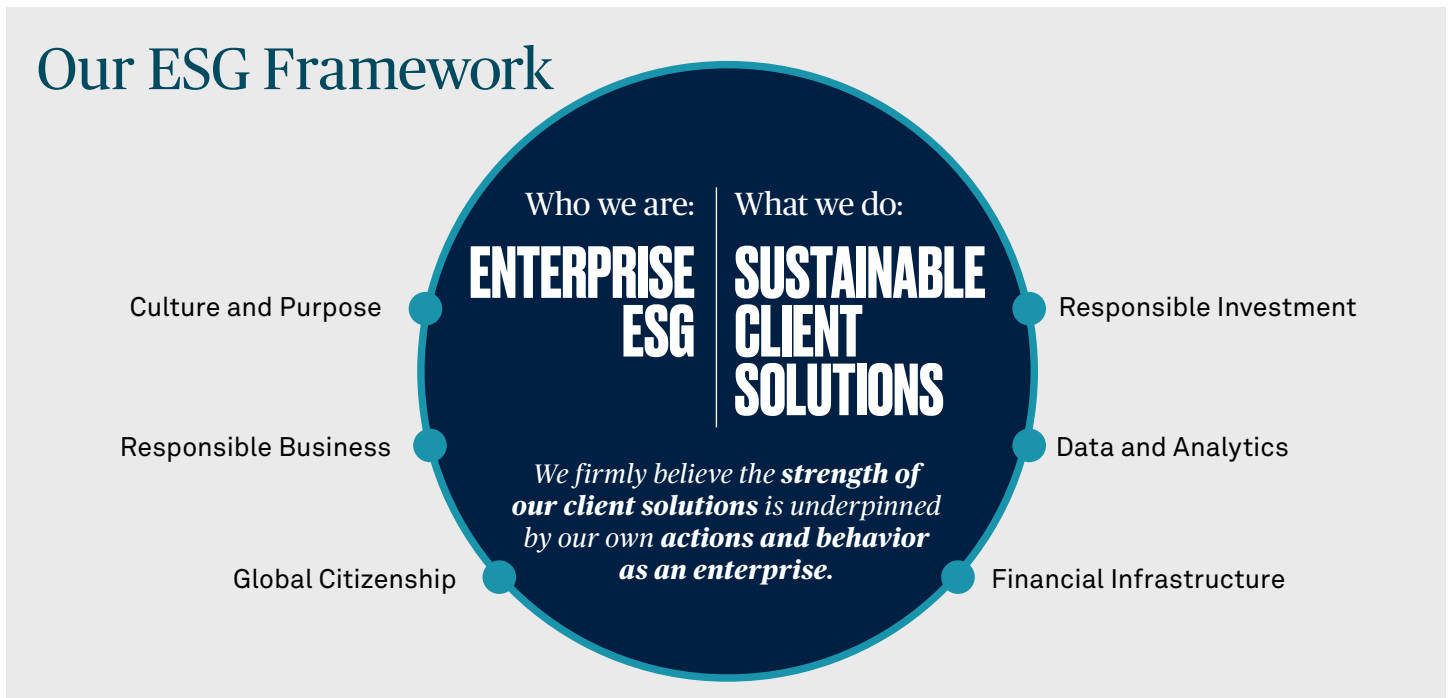 Our ESG Framework
Who we are:
ENTERPRISE
ESG
What we do:
SUSTAINABLE
CLIENT
SOLUTIONS
We firmly believe the strength of
our client solutions is underpinned
by our own actions and behavior
as an enterprise.
Culture and Purpose
Responsible Business
Global Citizenship
Responsible Investment
Data and Analytics
Financial Infrastructure